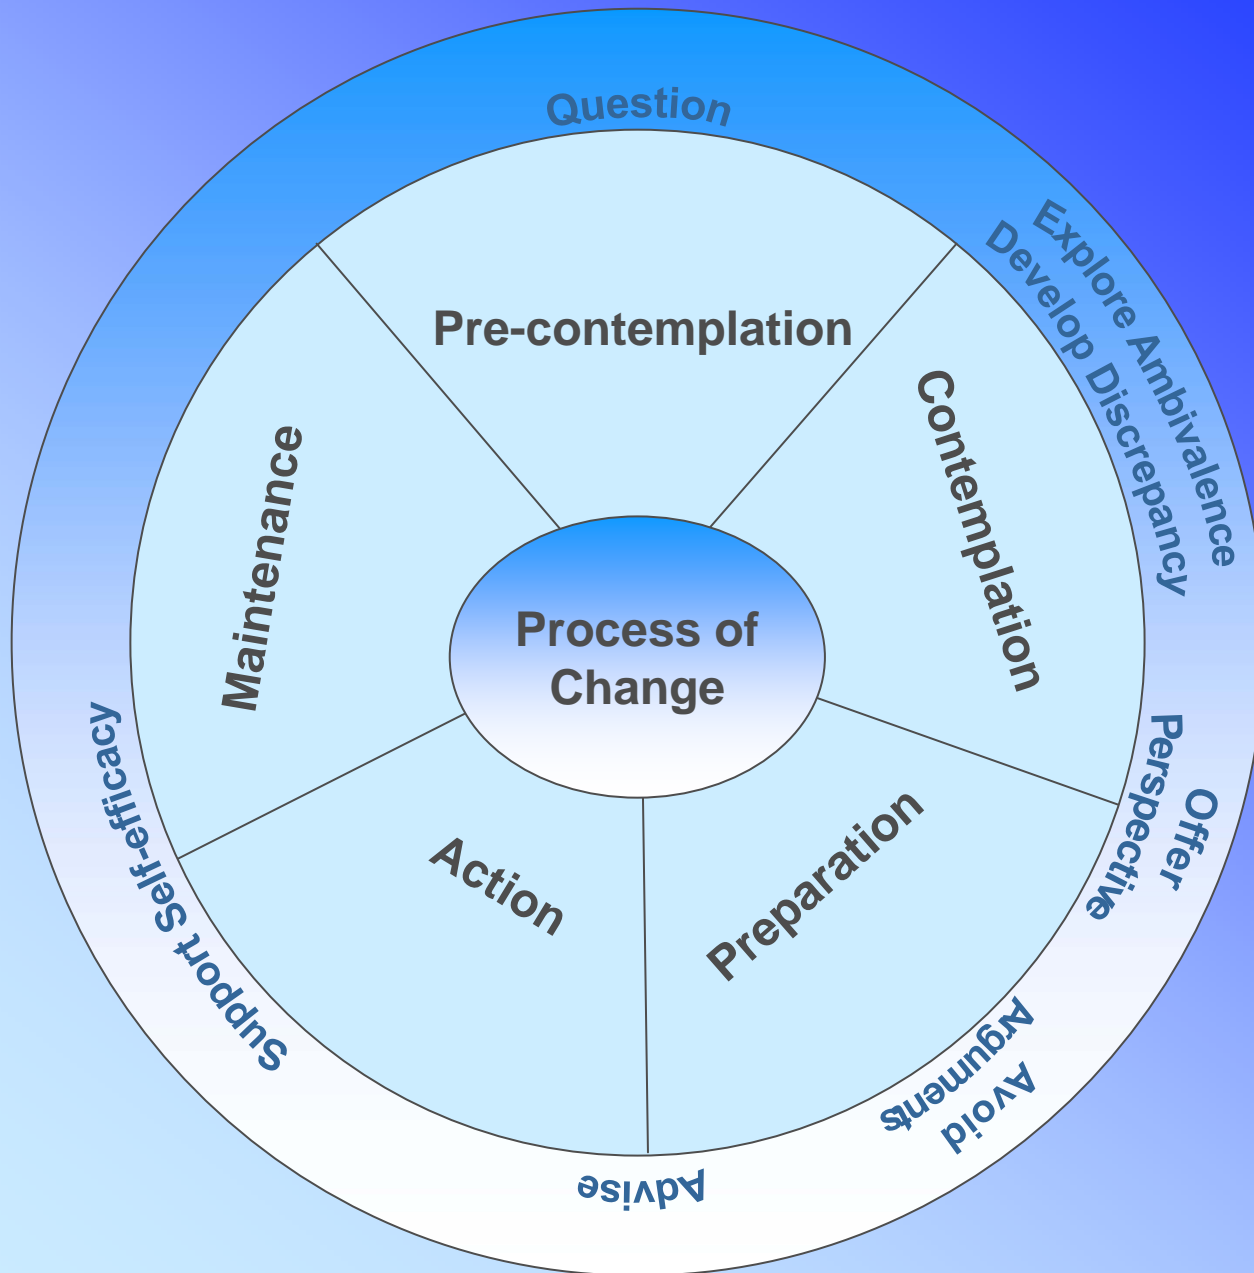 Question
Explore Ambivalence
Develop Discrepancy
Pre-contemplation
Contemplation
Maintenance
Process of
Change
Offer
Perspective
Preparation
Action
Support Self-efficacy
Avoid
Arguments
Advise